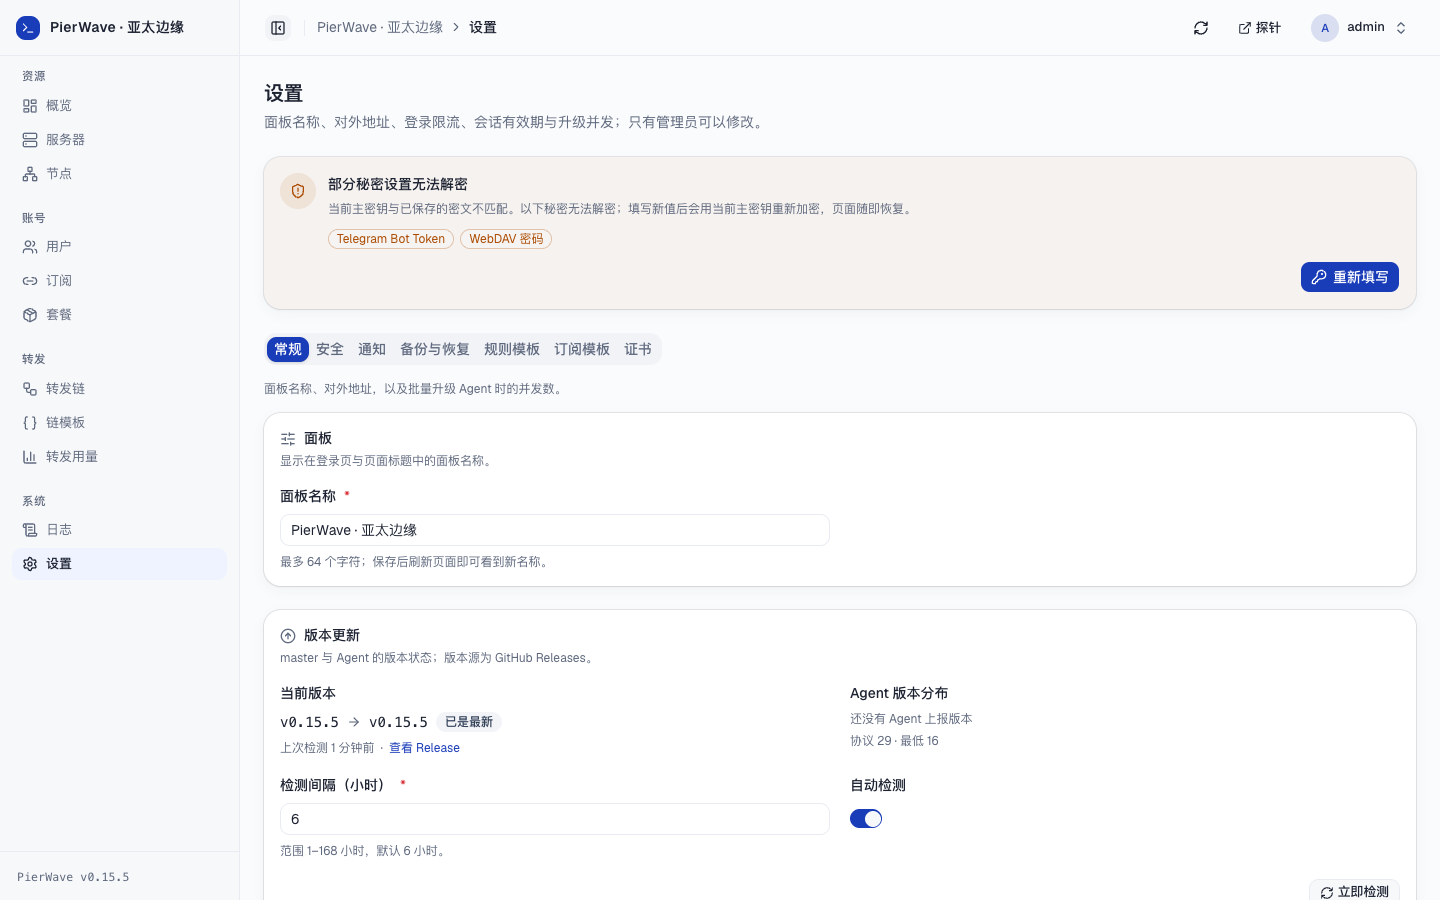 PierWave · 亚太边缘
PierWave · 亚太边缘 > 设置
探针
A
admin
资源
概览
服务器
节点
账号
用户
订阅
套餐
转发
转发链
链模板
转发用量
系统
日志
设置
PierWave v0.15.5
设置
面板名称、对外地址、登录限流、会话有效期与升级并发；只有管理员可以修改。
部分秘密设置无法解密
当前主密钥与已保存的密文不匹配。以下秘密无法解密；填写新值后会用当前主密钥重新加密，页面随即恢复。
Telegram Bot Token WebDAV 密码
重新填写
常规 安全 通知 备份与恢复 规则模板 订阅模板 证书
面板名称、对外地址，以及批量升级 Agent 时的并发数。
面板
显示在登录页与页面标题中的面板名称。
面板名称 *
PierWave · 亚太边缘
最多 64 个字符；保存后刷新页面即可看到新名称。
版本更新
master 与 Agent 的版本状态；版本源为 GitHub Releases。
当前版本
v0.15.5 → v0.15.5 已是最新
上次检测 1 分钟前 · 查看 Release
Agent 版本分布
还没有 Agent 上报版本
协议 29 · 最低 16
检测间隔（小时） *
6
范围 1–168 小时，默认 6 小时。
自动检测
立即检测